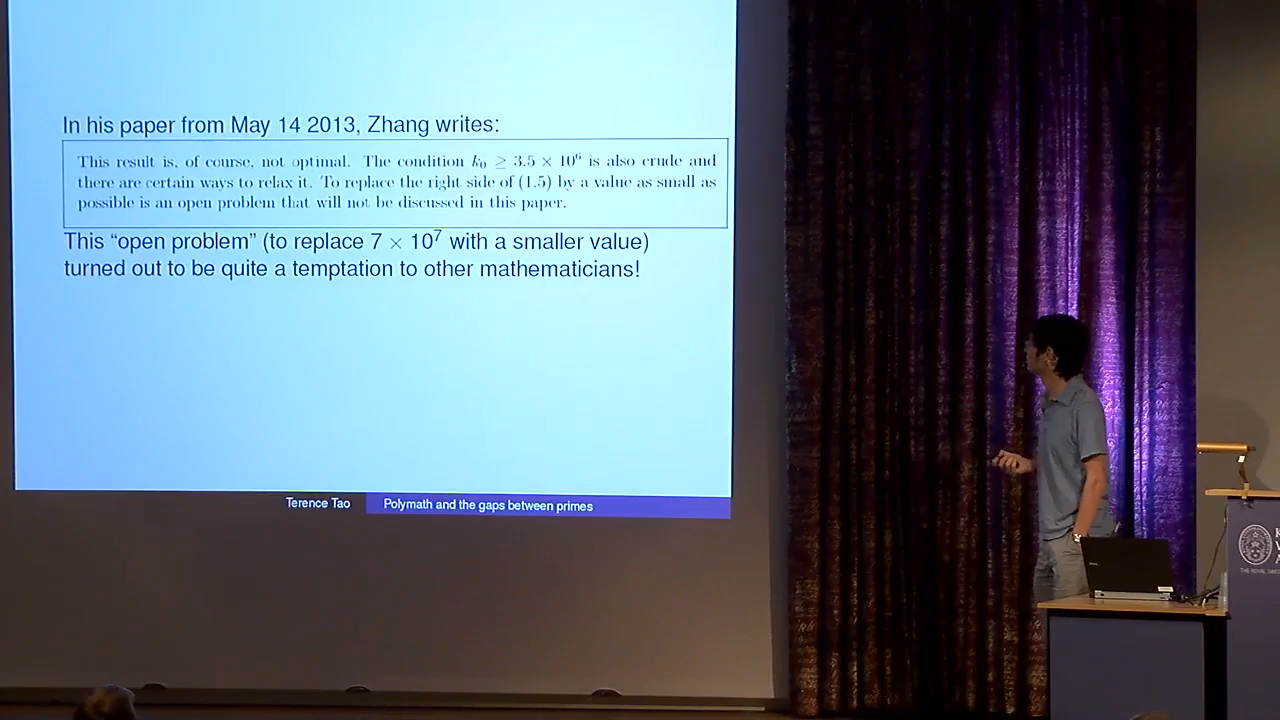 In his paper from May 14 2013, Zhang writes:
This result is, of course, not optimal. The condition k₀ ≥ 3.5 × 10⁶ is also crude and
there are certain ways to relax it. To replace the right side of (1.5) by a value as small as
possible is an open problem that will not be discussed in this paper.
This “open problem” (to replace 7 × 10⁷ with a smaller value)
turned out to be quite a temptation to other mathematicians!
Terence Tao
Polymath and the gaps between primes
THE ROYAL